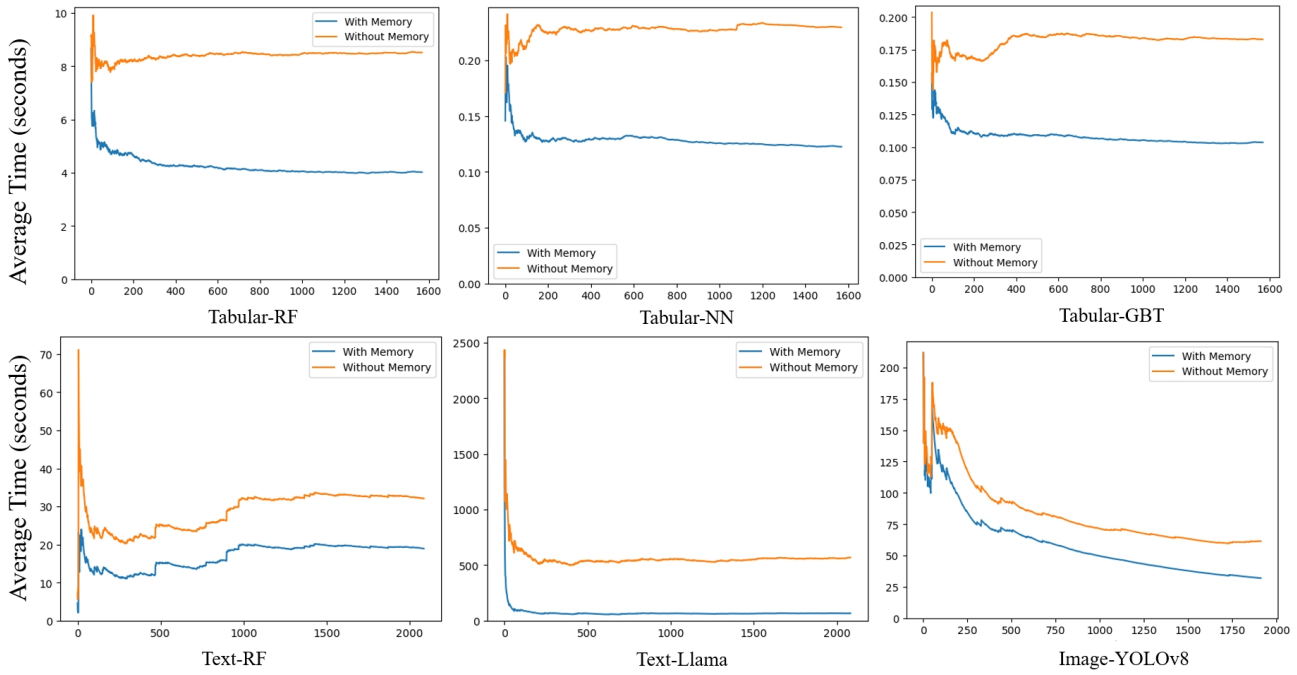 Average Time (seconds)
10
8
6
4
2
0
With Memory
Without Memory
0 200 400 600 800 1000 1200 1400 1600
Tabular-RF
0.20
0.15
0.10
0.05
0.00
With Memory
Without Memory
0 200 400 600 800 1000 1200 1400 1600
Tabular-NN
0.200
0.175
0.150
0.125
0.100
0.075
0.050
0.025
0.000
With Memory
Without Memory
0 200 400 600 800 1000 1200 1400 1600
Tabular-GBT
Average Time (seconds)
70
60
50
40
30
20
10
0
With Memory
Without Memory
0 500 1000 1500 2000
Text-RF
2500
2000
1500
1000
500
0
With Memory
Without Memory
0 500 1000 1500 2000
Text-Llama
200
175
150
125
100
75
50
25
0
With Memory
Without Memory
0 250 500 750 1000 1250 1500 1750 2000
Image-YOLOv8